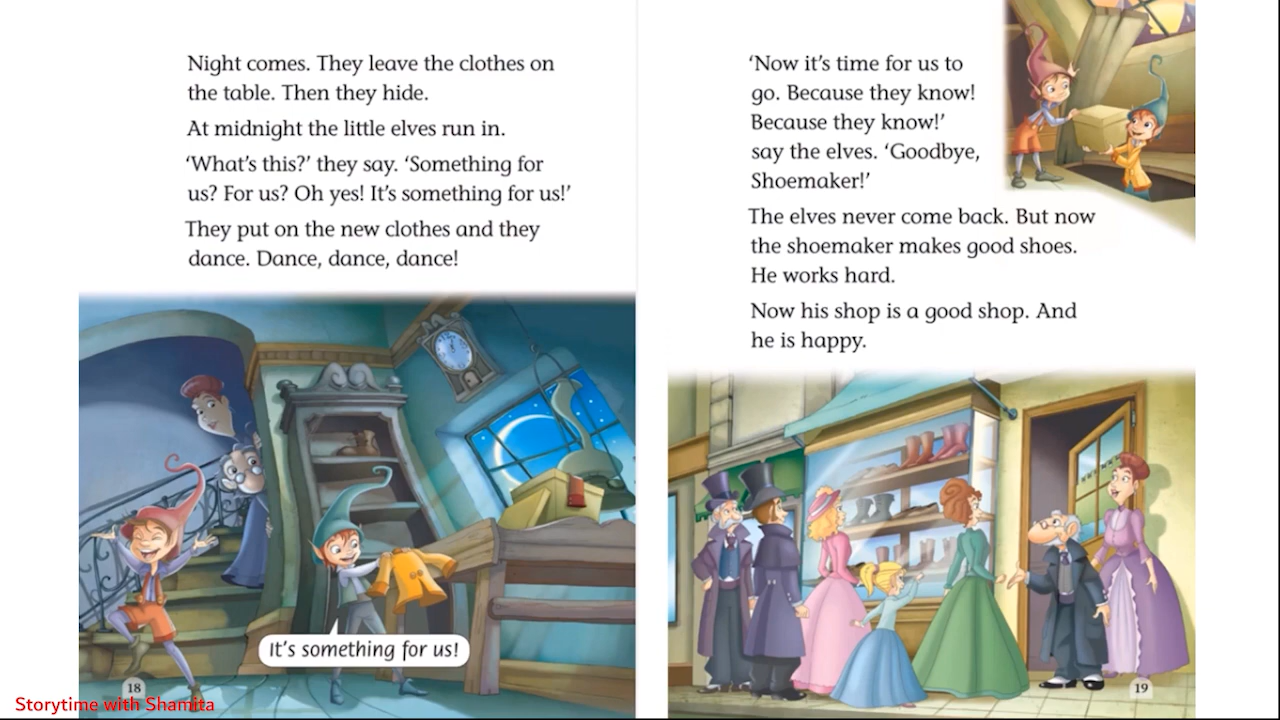 Night comes. They leave the clothes on
the table. Then they hide.
At midnight the little elves run in.
‘What’s this?’ they say. ‘Something for
us? For us? Oh yes! It’s something for us!’
They put on the new clothes and they
dance. Dance, dance, dance!
It’s something for us!
18
Storytime with Shamita
‘Now it’s time for us to
go. Because they know!
Because they know!’
say the elves. ‘Goodbye,
Shoemaker!’
The elves never come back. But now
the shoemaker makes good shoes.
He works hard.
Now his shop is a good shop. And
he is happy.
19